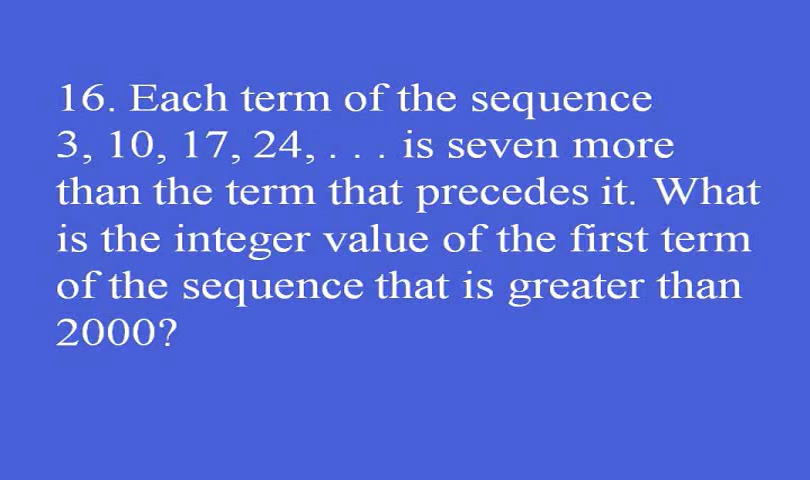 16. Each term of the sequence
3, 10, 17, 24, . . . is seven more
than the term that precedes it. What
is the integer value of the first term
of the sequence that is greater than
2000?